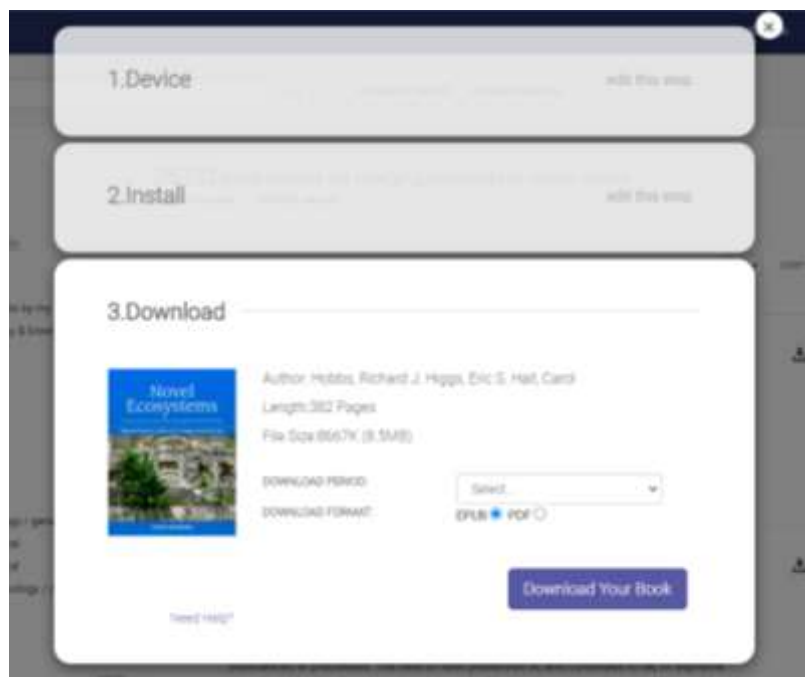 1.Device
edit this step
2.Install
edit this step
3.Download
Novel
Ecosystems
Author: Hobbs, Richard J. Higgs, Eric S. Hall, Carol
Length:382 Pages
File Size:8667K (8.5MB)
DOWNLOAD PERIOD:
Select...
DOWNLOAD FORMAT:
EPUB PDF
Download Your Book
Need Help?